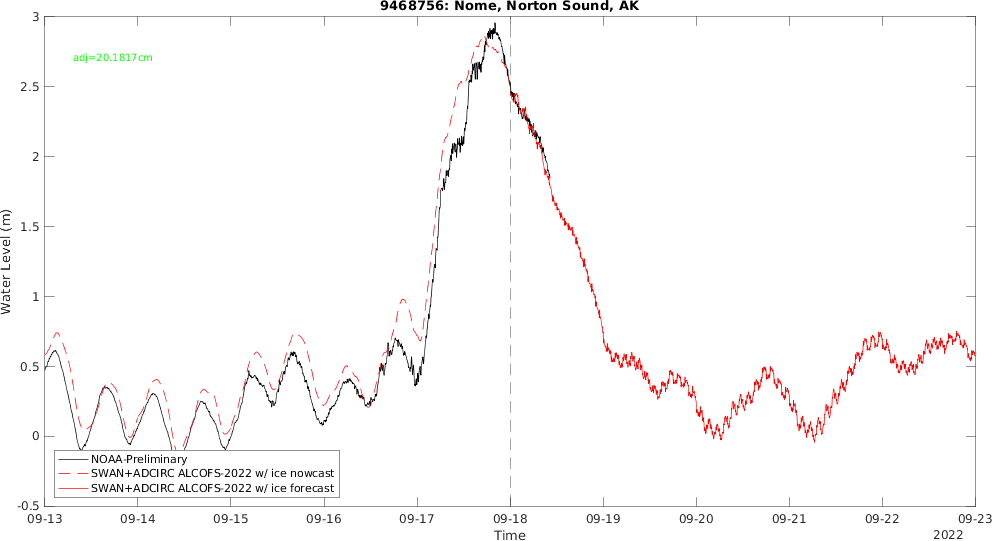 9468756: Nome, Norton Sound, AK
adj=20.1817cm
Water Level (m)
3
2.5
2
1.5
1
0.5
0
-0.5
NOAA-Preliminary
SWAN+ADCIRC ALCOFS-2022 w/ ice nowcast
SWAN+ADCIRC ALCOFS-2022 w/ ice forecast
09-13 09-14 09-15 09-16 09-17 09-18 09-19 09-20 09-21 09-22 09-23
Time
2022